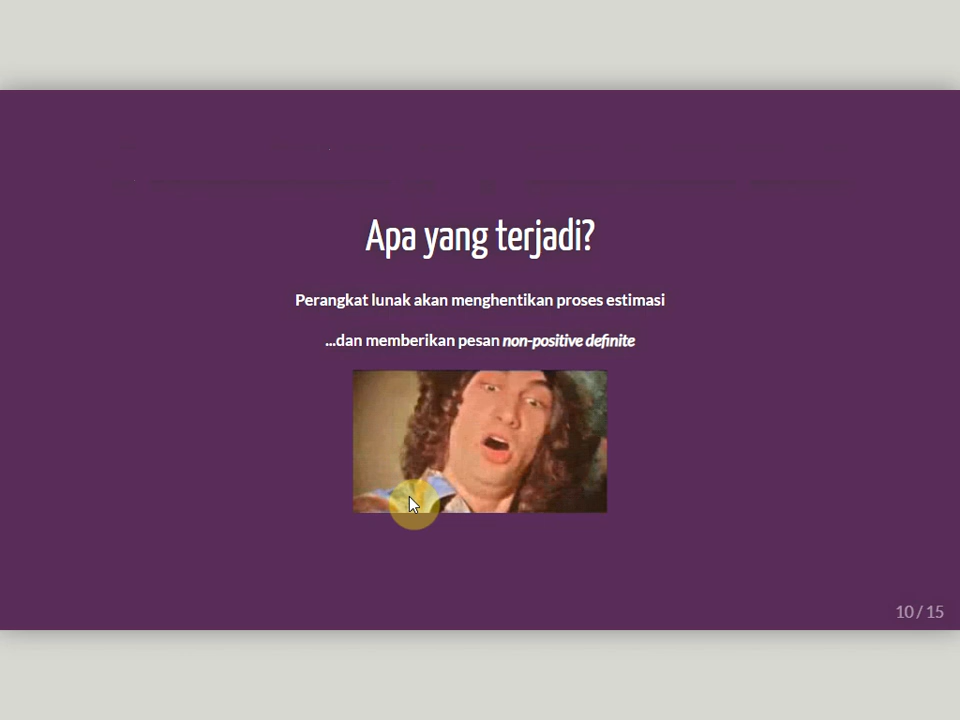 Apa yang terjadi?
Perangkat lunak akan menghentikan proses estimasi
...dan memberikan pesan non-positive definite
10 / 15